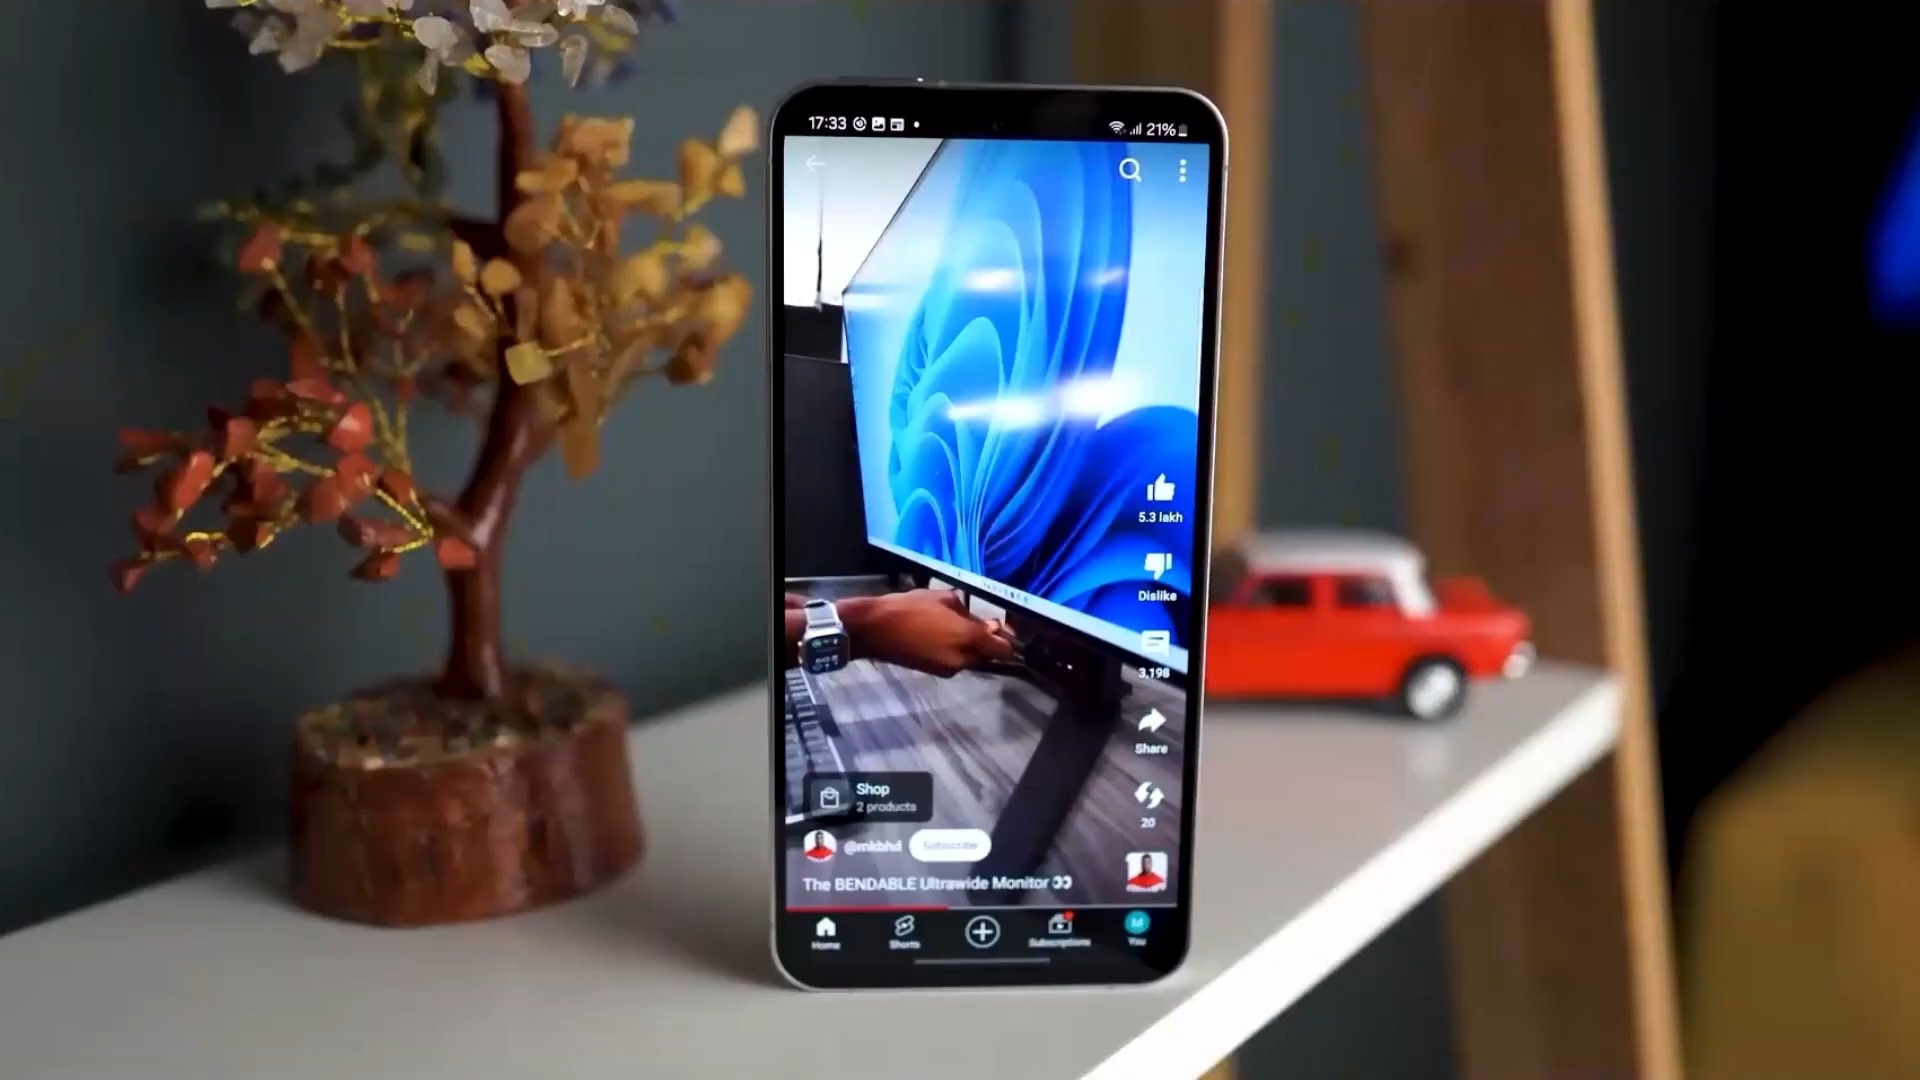 17:33
21%
5.3 lakh
Dislike
3,198
Share
20
Shop
2 products
@mkbhd
Subscribe
The BENDABLE Ultrawide Monitor 👀
Home
Shorts
Subscriptions
M
You